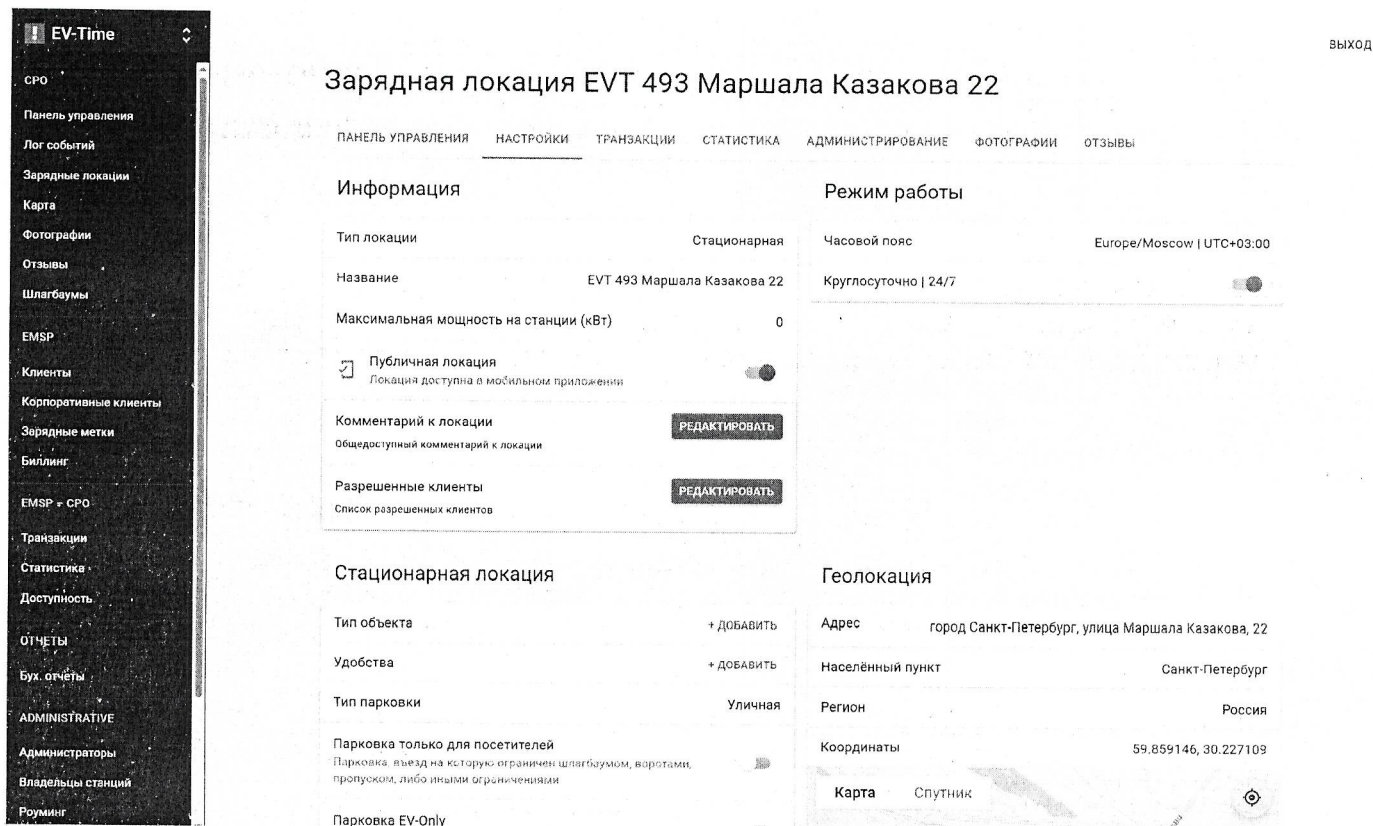 EV-Time
CPO
Панель управления
Лог событий
Зарядные локации
Карта
Фотографии
Отзывы
Шлагбаумы
EMSP
Клиенты
Корпоративные клиенты
Зарядные метки
Биллинг
EMSP + CPO
Транзакции
Статистика
Доступность
ОТЧЕТЫ
Бух. отчеты
ADMINISTRATIVE
Администраторы
Владельцы станций
Роуминг
ВЫХОД
Зарядная локация EVT 493 Маршала Казакова 22
ПАНЕЛЬ УПРАВЛЕНИЯ НАСТРОЙКИ ТРАНЗАКЦИИ СТАТИСТИКА АДМИНИСТРИРОВАНИЕ ФОТОГРАФИИ ОТЗЫВЫ
Информация
Тип локации Стационарная
Название EVT 493 Маршала Казакова 22
Максимальная мощность на станции (кВт) 0
Публичная локация
Локация доступна в мобильном приложении
Комментарий к локации РЕДАКТИРОВАТЬ
Общедоступный комментарий к локации
Разрешенные клиенты РЕДАКТИРОВАТЬ
Список разрешенных клиентов
Режим работы
Часовой пояс Europe/Moscow | UTC+03:00
Круглосуточно | 24/7
Стационарная локация
Тип объекта + ДОБАВИТЬ
Удобства + ДОБАВИТЬ
Тип парковки Уличная
Парковка только для посетителей
Парковка, въезд на которую ограничен шлагбаумом, воротами,
пропуском, либо иными ограничениями
Парковка EV-Only
Геолокация
Адрес город Санкт-Петербург, улица Маршала Казакова, 22
Населённый пункт Санкт-Петербург
Регион Россия
Координаты 59.859146, 30.227109
Карта Спутник